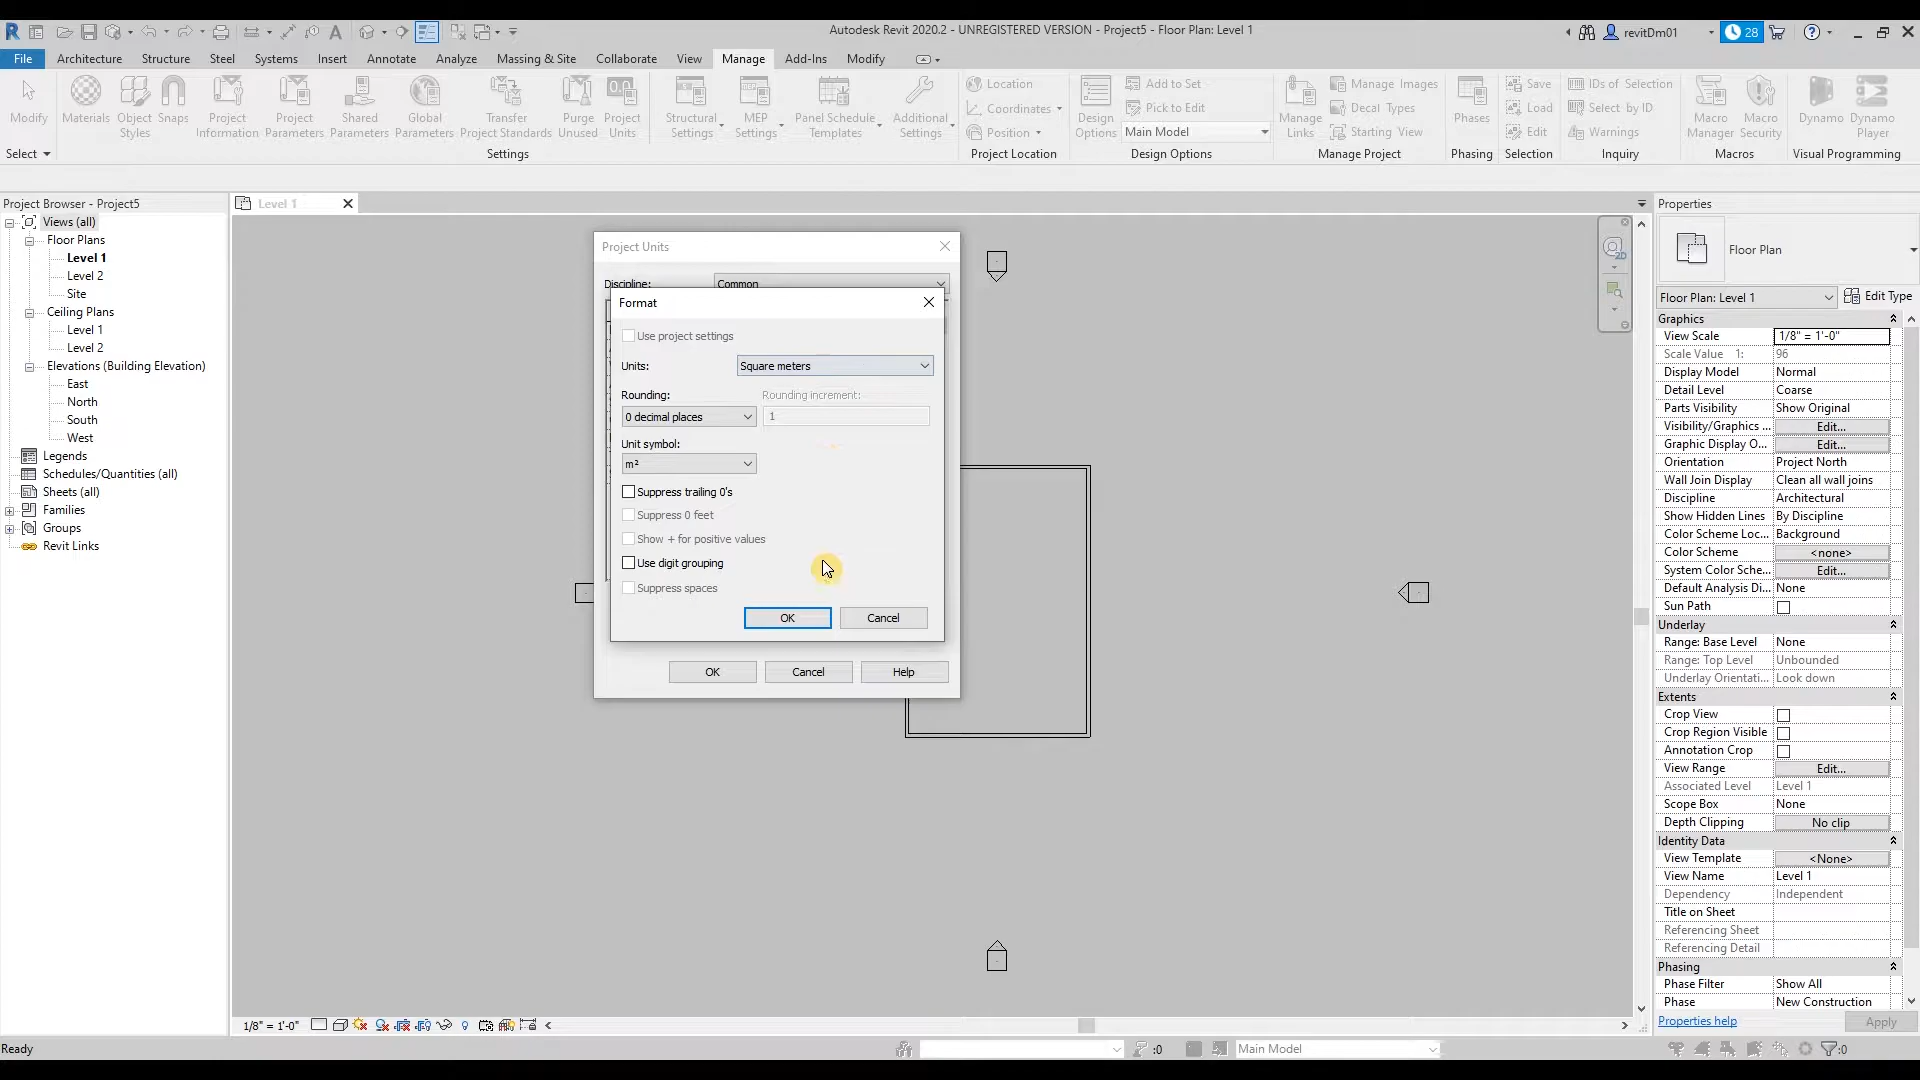 Autodesk Revit 2020.2 - UNREGISTERED VERSION - Project5 - Floor Plan: Level 1
revitDm01
28
File Architecture Structure Steel Systems Insert Annotate Analyze Massing & Site Collaborate View Manage Add-Ins Modify
Modify
Materials
Object Styles
Snaps
Project Information
Project Parameters
Shared Parameters
Global Parameters
Transfer Project Standards
Purge Unused
Project Units
Structural Settings
MEP Settings
Panel Schedule Templates
Additional Settings
Location
Coordinates
Position
Design Options
Add to Set
Pick to Edit
Main Model
Manage Links
Manage Images
Decal Types
Starting View
Phases
Save
Load
Edit
IDs of Selection
Select by ID
Warnings
Macro Manager
Macro Security
Dynamo
Dynamo Player
Select
Settings
Project Location
Design Options
Manage Project
Phasing
Selection
Inquiry
Macros
Visual Programming
Project Browser - Project5
Views (all)
Floor Plans
Level 1
Level 2
Site
Ceiling Plans
Level 1
Level 2
Elevations (Building Elevation)
East
North
South
West
Legends
Schedules/Quantities (all)
Sheets (all)
Families
Groups
Revit Links
Level 1
Project Units
Discipline: Common
Format
Use project settings
Units: Square meters
Rounding: Rounding increment:
0 decimal places 1
Unit symbol:
m²
Suppress trailing 0's
Suppress 0 feet
Show + for positive values
Use digit grouping
Suppress spaces
OK Cancel
OK Cancel Help
2D
Properties
Floor Plan
Floor Plan: Level 1 Edit Type
Graphics
View Scale 1/8" = 1'-0"
Scale Value 1: 96
Display Model Normal
Detail Level Coarse
Parts Visibility Show Original
Visibility/Graphics ... Edit...
Graphic Display O... Edit...
Orientation Project North
Wall Join Display Clean all wall joins
Discipline Architectural
Show Hidden Lines By Discipline
Color Scheme Loc... Background
Color Scheme <none>
System Color Sche... Edit...
Default Analysis Di... None
Sun Path
Underlay
Range: Base Level None
Range: Top Level Unbounded
Underlay Orientati... Look down
Extents
Crop View
Crop Region Visible
Annotation Crop
View Range Edit...
Associated Level Level 1
Scope Box None
Depth Clipping No clip
Identity Data
View Template <None>
View Name Level 1
Dependency Independent
Title on Sheet
Referencing Sheet
Referencing Detail
Phasing
Phase Filter Show All
Phase New Construction
Properties help Apply
1/8" = 1'-0"
Ready
:0
Main Model
:0